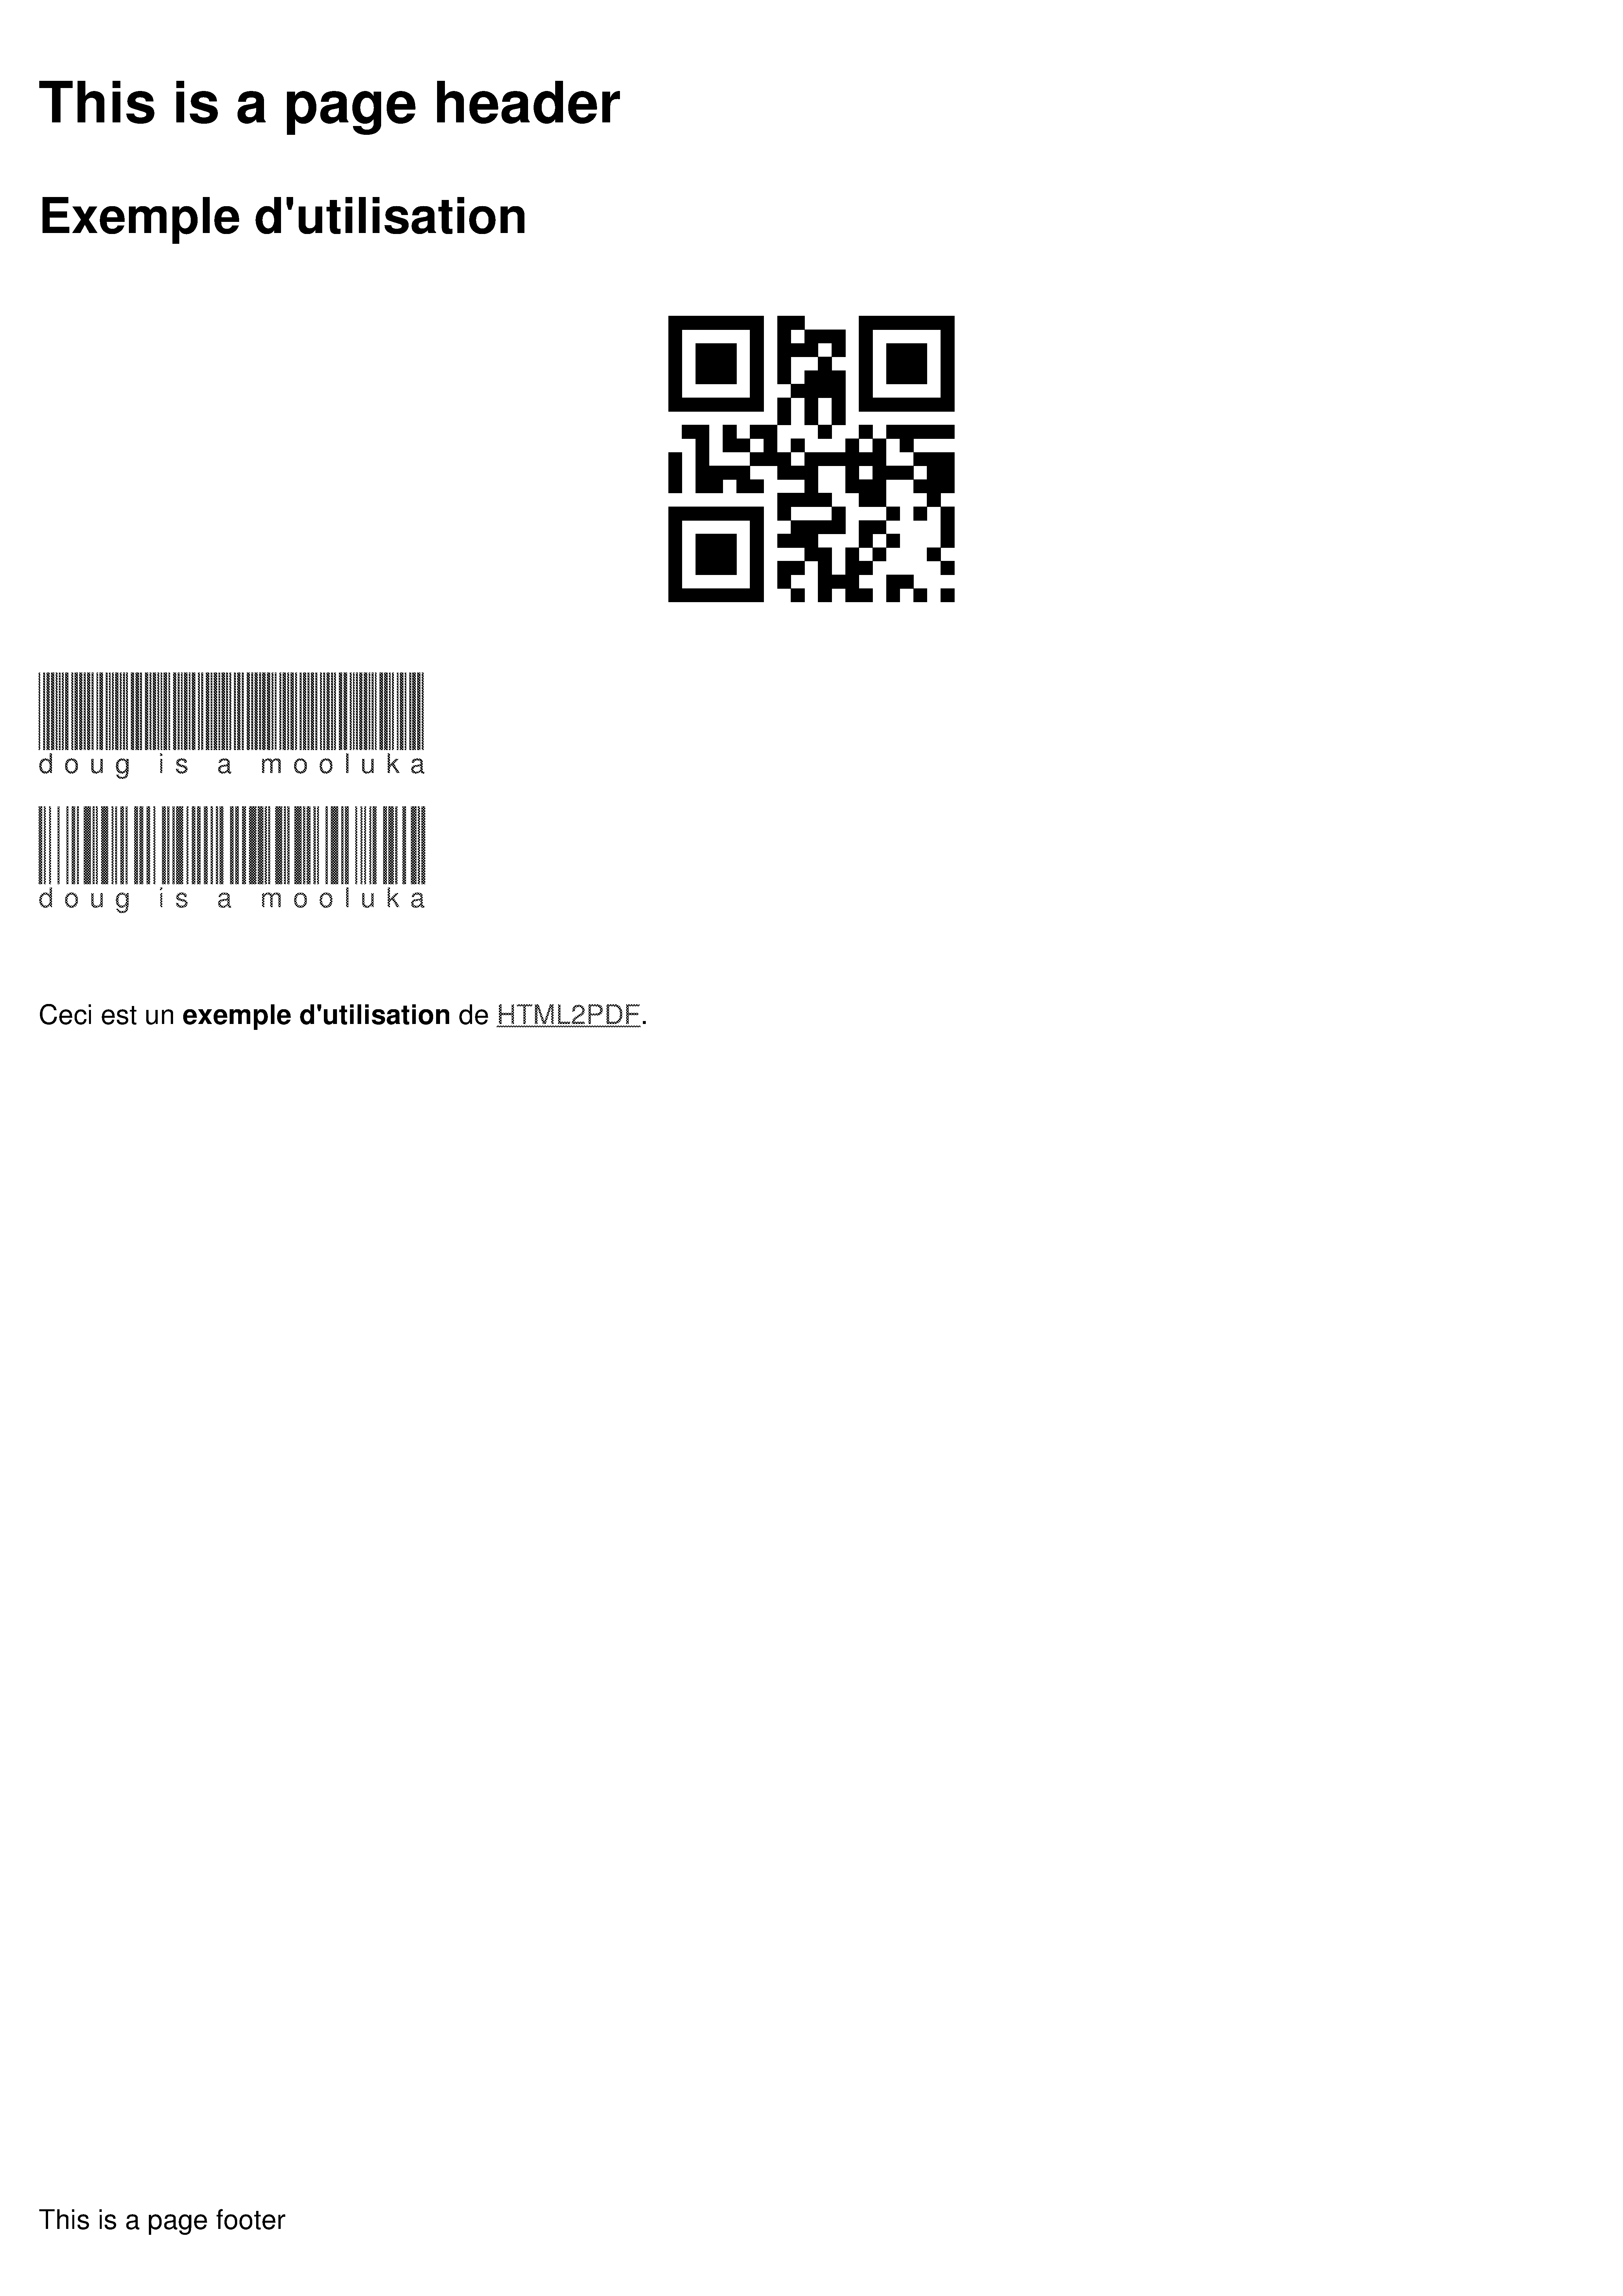 This is a page header
Exemple d'utilisation
doug is a mooluka
doug is a mooluka
Ceci est un exemple d'utilisation de HTML2PDF.
This is a page footer